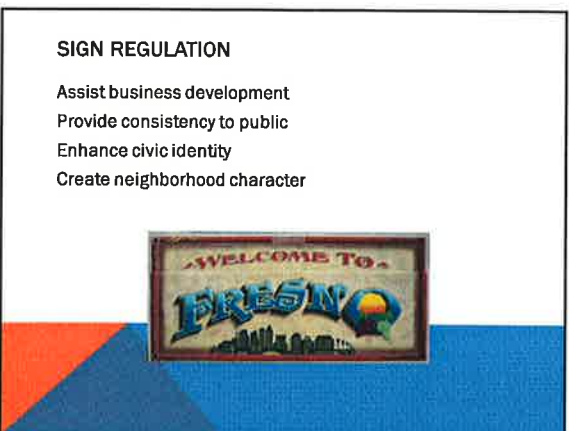 SIGN REGULATION
Assist business development
Provide consistency to public
Enhance civic identity
Create neighborhood character
WELCOME TO
FRESNO